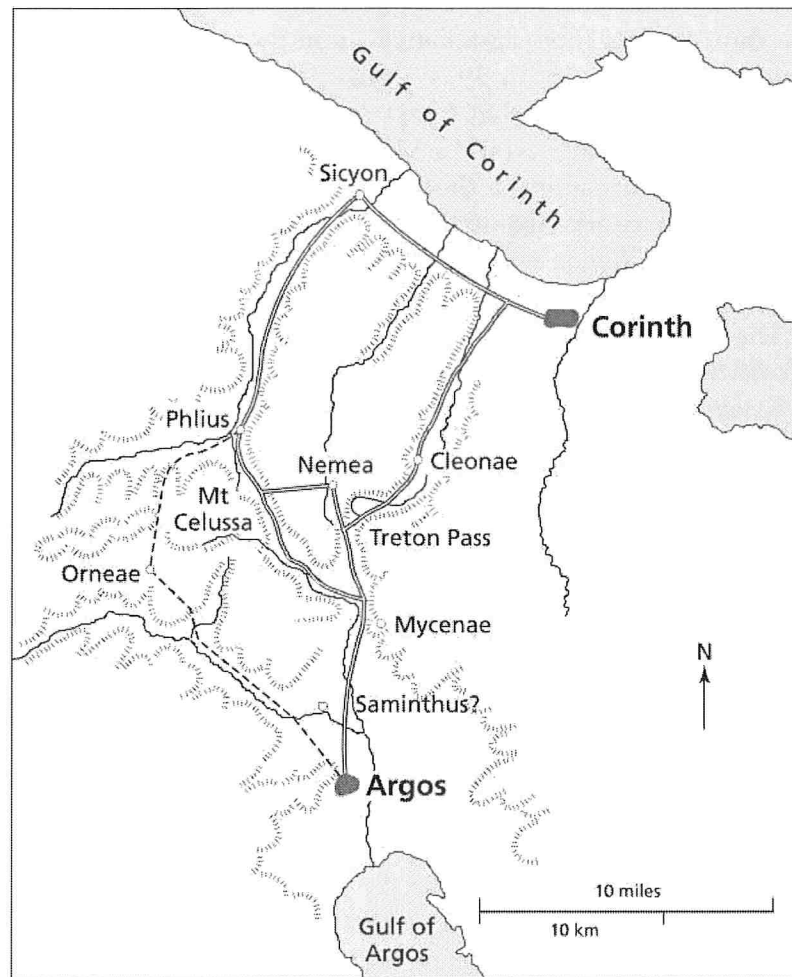 Gulf of Corinth
Sicyon
Corinth
Phlius
Nemea
Cleonae
Mt
Celussa
Treton Pass
Orneae
Mycenae
N
Saminthus?
Argos
10 miles
10 km
Gulf of
Argos